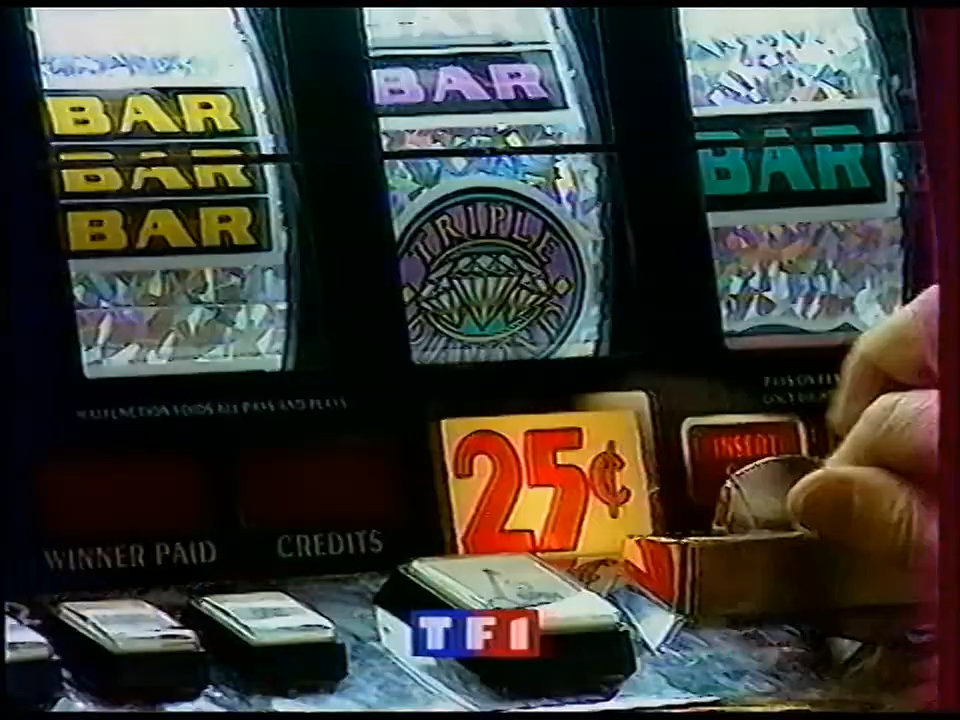 BAR
BAR
BAR
BAR
TRIPLE
BAR
MALFUNCTION VOIDS ALL PAYS AND PLAYS
25¢
INSERT
WINNER PAID
CREDITS
TF1